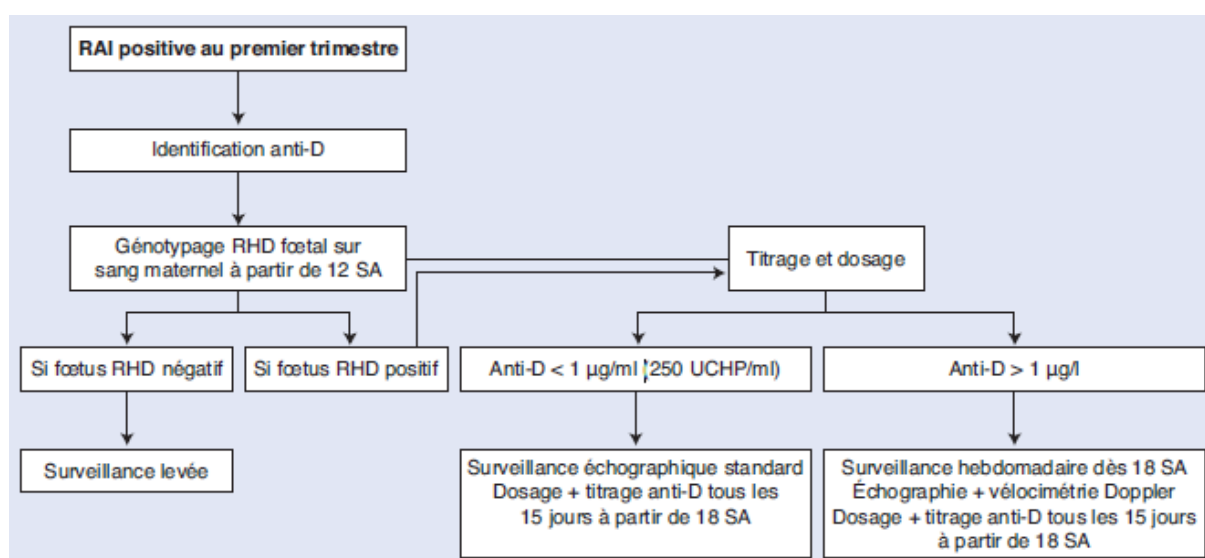 RAI positive au premier trimestre
Identification anti-D
Génotypage RHD fœtal sur
sang maternel à partir de 12 SA
Titrage et dosage
Si fœtus RHD négatif
Si fœtus RHD positif
Anti-D < 1 µg/ml (250 UCHP/ml)
Anti-D > 1 µg/l
Surveillance levée
Surveillance échographique standard
Dosage + titrage anti-D tous les
15 jours à partir de 18 SA
Surveillance hebdomadaire dès 18 SA
Échographie + vélocimétrie Doppler
Dosage + titrage anti-D tous les 15 jours
à partir de 18 SA